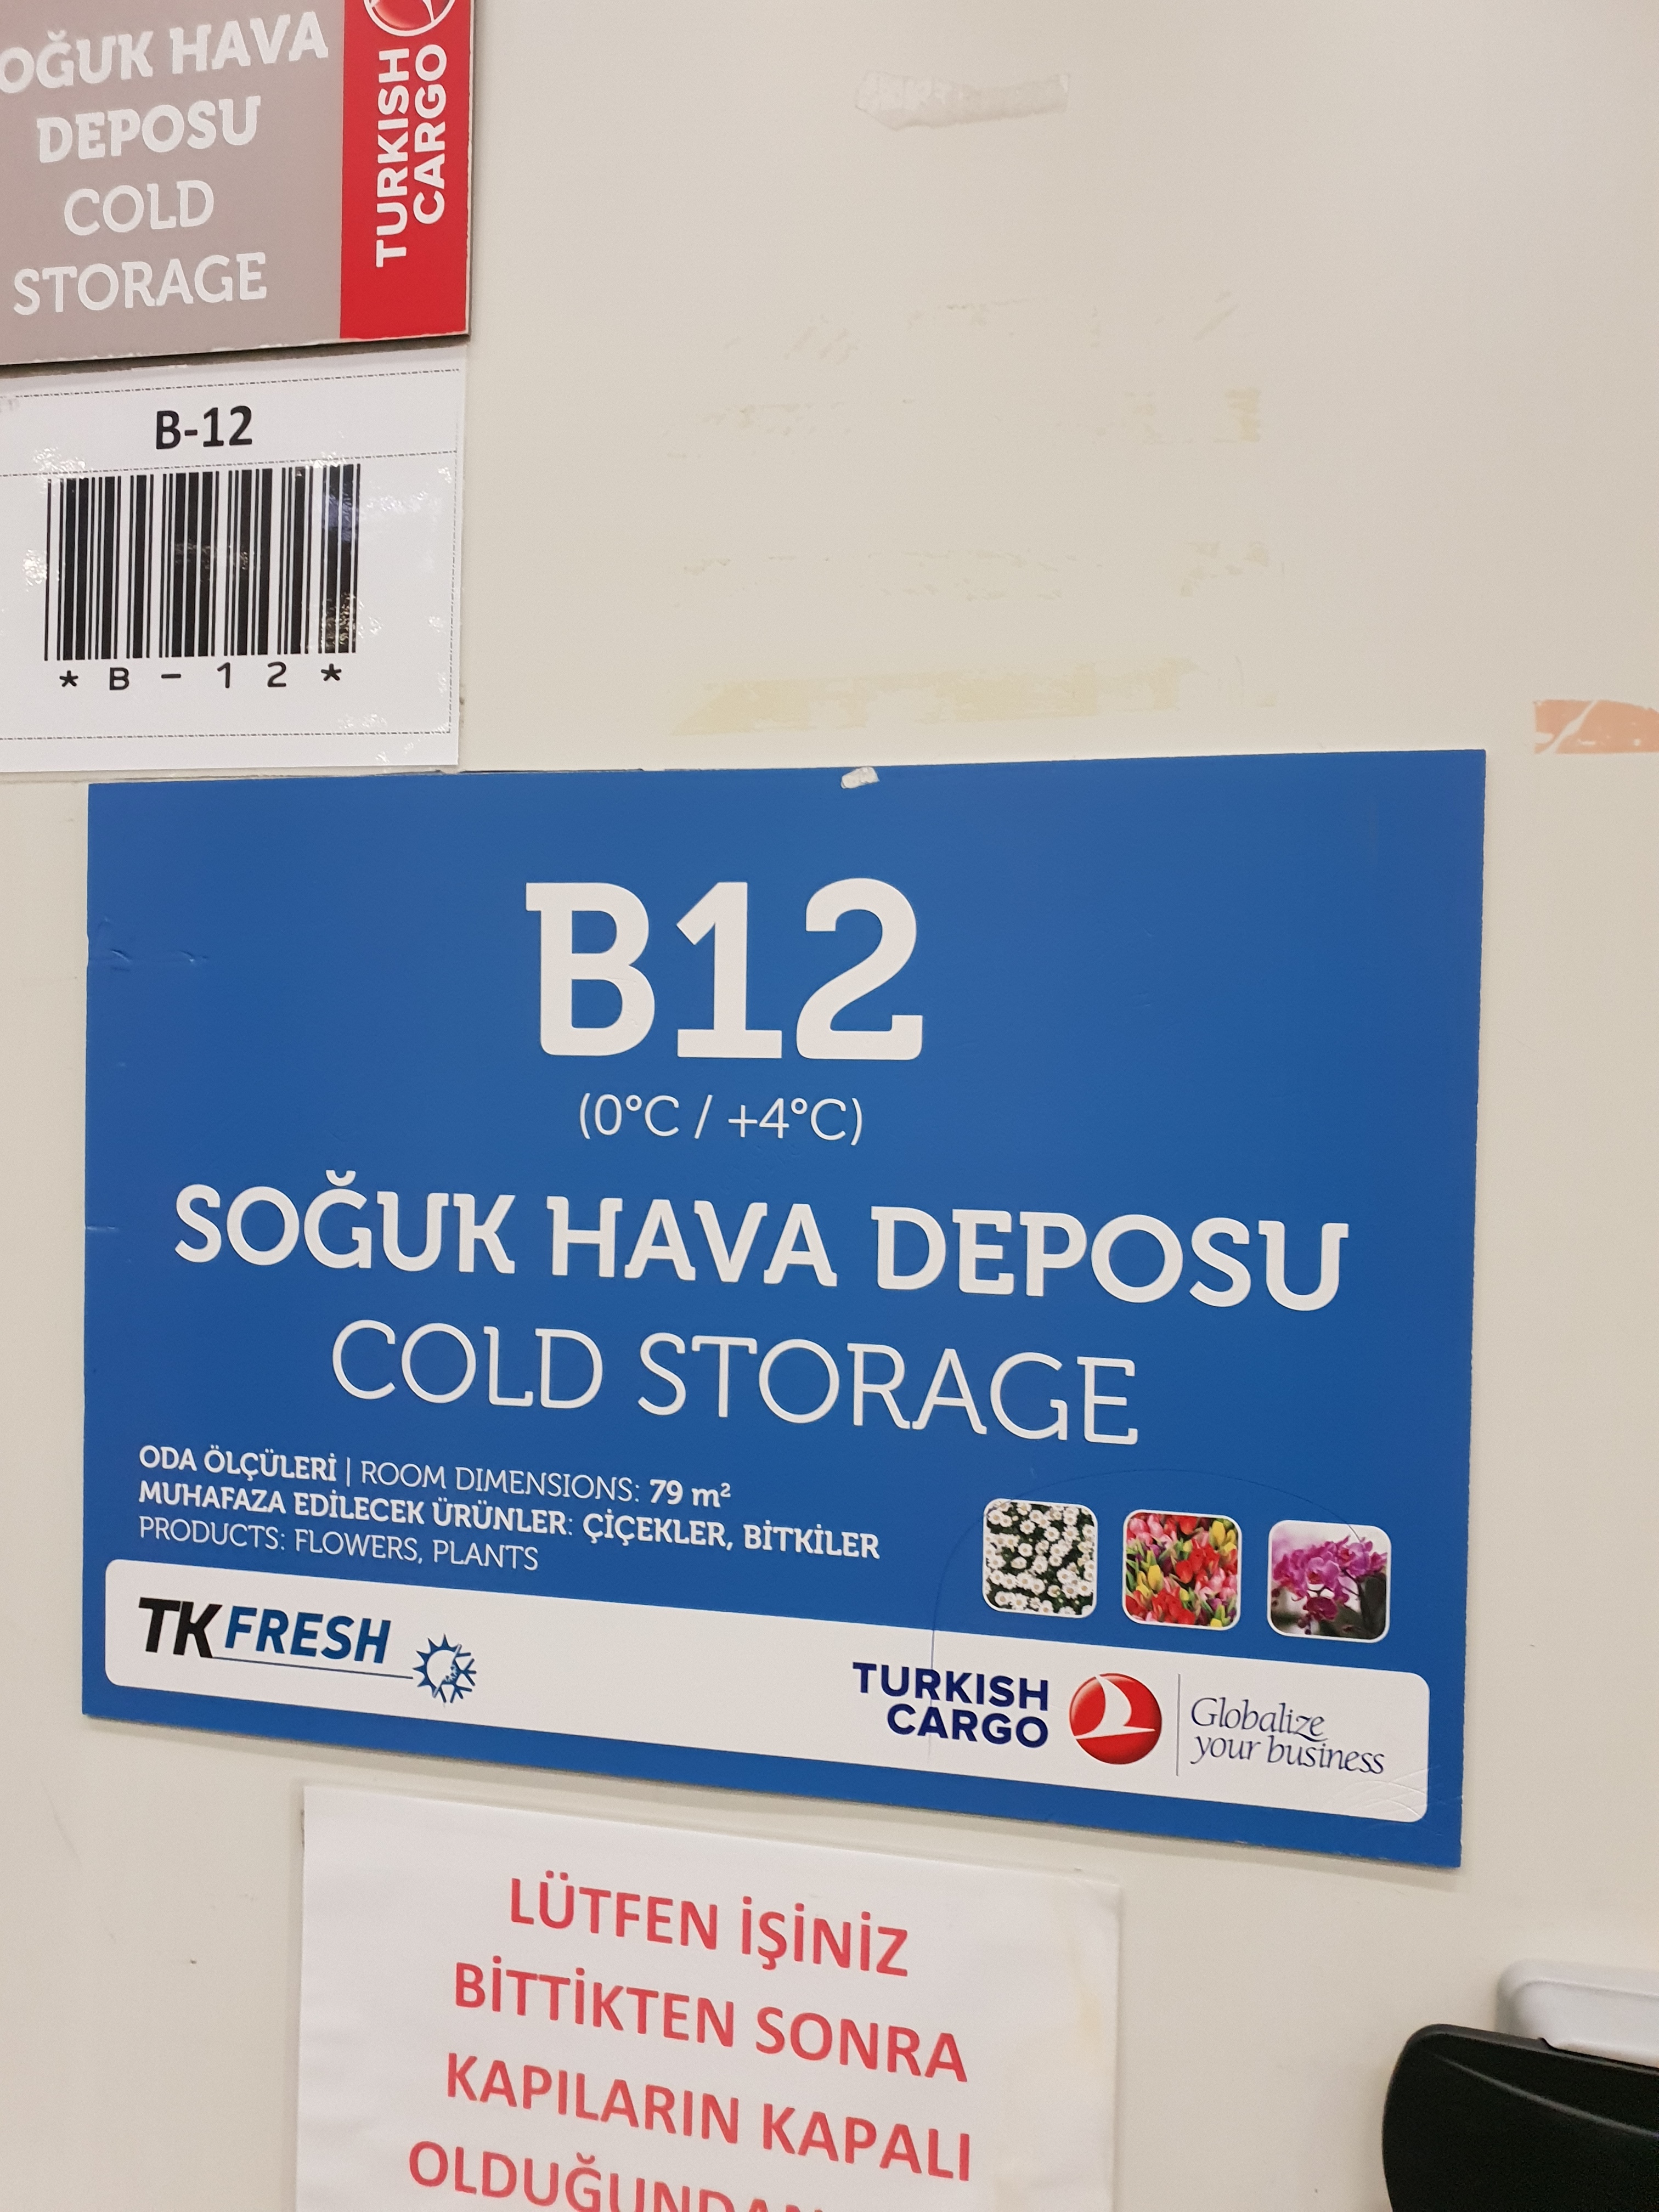 DEPOSU
COLD
STORAGE
TURKISH
CARGO
B-12
*B-12*
B12
(0°C / +4°C)
SOĞUK HAVA DEPOSU
COLD STORAGE
ODA ÖLÇÜLERİ | ROOM DIMENSIONS: 79 m²
MUHAFAZA EDİLECEK ÜRÜNLER: ÇİÇEKLER, BİTKİLER
PRODUCTS: FLOWERS, PLANTS
TK FRESH
TURKISH
CARGO
Globalize
your business
LÜTFEN İŞİNİZ
BİTTİKTEN SONRA
KAPILARIN KAPALI